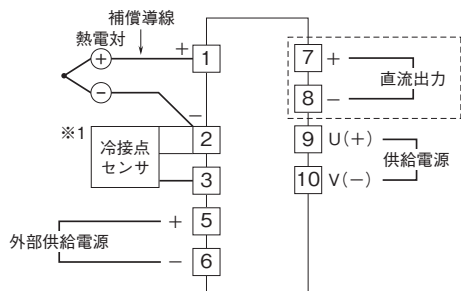 補償導線
熱電対
+
+
1
−
−
※1
冷接点
センサ
2
3
+
5
外部供給電源
−
6
7
+
直流出力
8
−
9
U(+)
供給電源
10
V(−)